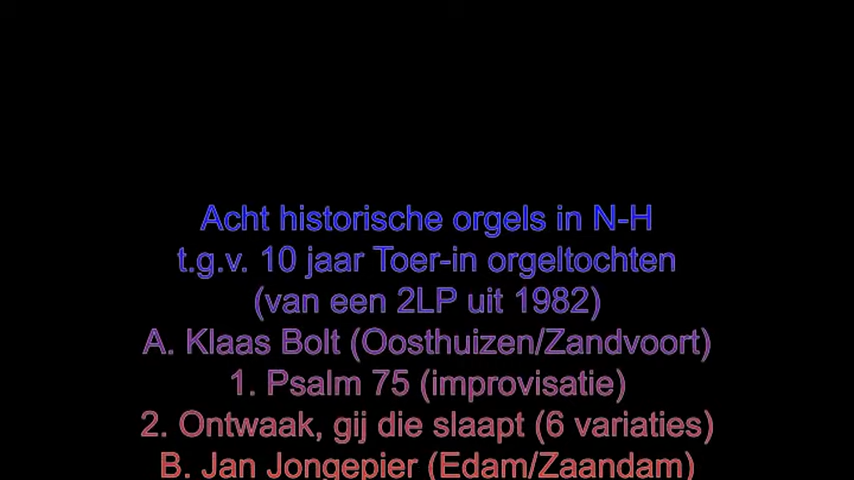 Acht historische orgels in N-H
t.g.v. 10 jaar Toer-in orgeltochten
(van een 2LP uit 1982)
A. Klaas Bolt (Oosthuizen/Zandvoort)
1. Psalm 75 (improvisatie)
2. Ontwaak, gij die slaapt (6 variaties)
B. Jan Jongepier (Edam/Zaandam)